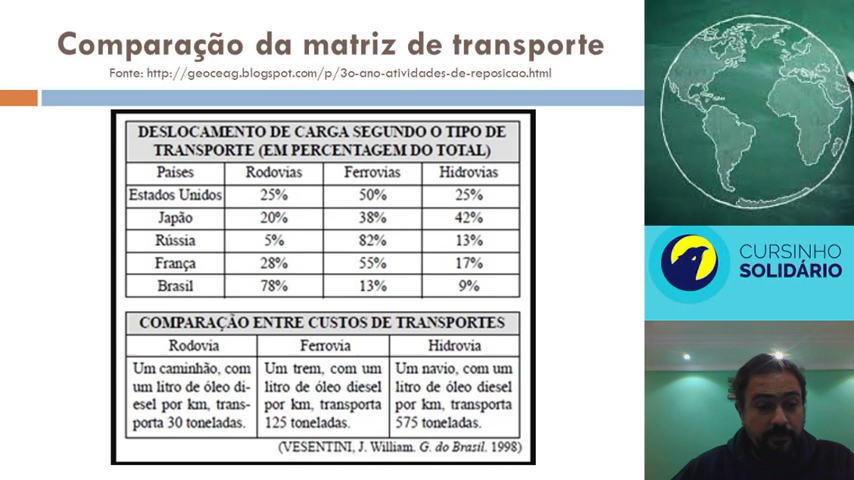 Comparação da matriz de transporte
Fonte: http://geoceag.blogspot.com/p/3o-ano-atividades-de-reposicao.html
DESLOCAMENTO DE CARGA SEGUNDO O TIPO DE
TRANSPORTE (EM PERCENTAGEM DO TOTAL)
Países Rodovias Ferrovias Hidrovias
Estados Unidos 25% 50% 25%
Japão 20% 38% 42%
Rússia 5% 82% 13%
França 28% 55% 17%
Brasil 78% 13% 9%
COMPARAÇÃO ENTRE CUSTOS DE TRANSPORTES
Rodovia Ferrovia Hidrovia
Um caminhão, com
um litro de óleo di-
esel por km, trans-
porta 30 toneladas.
Um trem, com um
litro de óleo diesel
por km, transporta
125 toneladas.
Um navio, com um
litro de óleo diesel
por km, transporta
575 toneladas.
(VESENTINI, J. William. G. do Brasil. 1998)
CURSINHO
SOLIDÁRIO